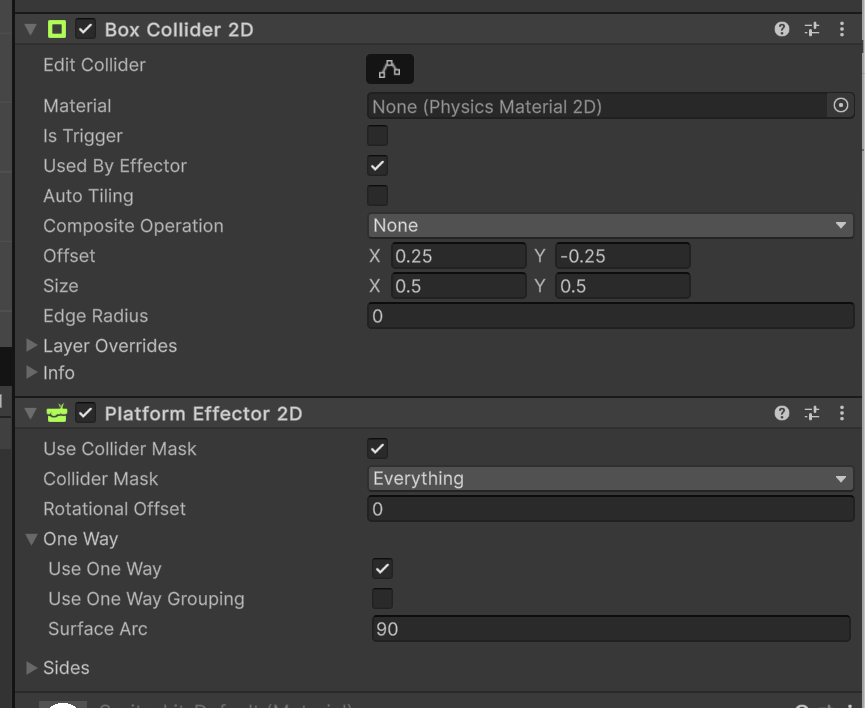 Box Collider 2D
Edit Collider
Material None (Physics Material 2D)
Is Trigger
Used By Effector
Auto Tiling
Composite Operation None
Offset X 0.25 Y -0.25
Size X 0.5 Y 0.5
Edge Radius 0
Layer Overrides
Info
Platform Effector 2D
Use Collider Mask
Collider Mask Everything
Rotational Offset 0
One Way
Use One Way
Use One Way Grouping
Surface Arc 90
Sides